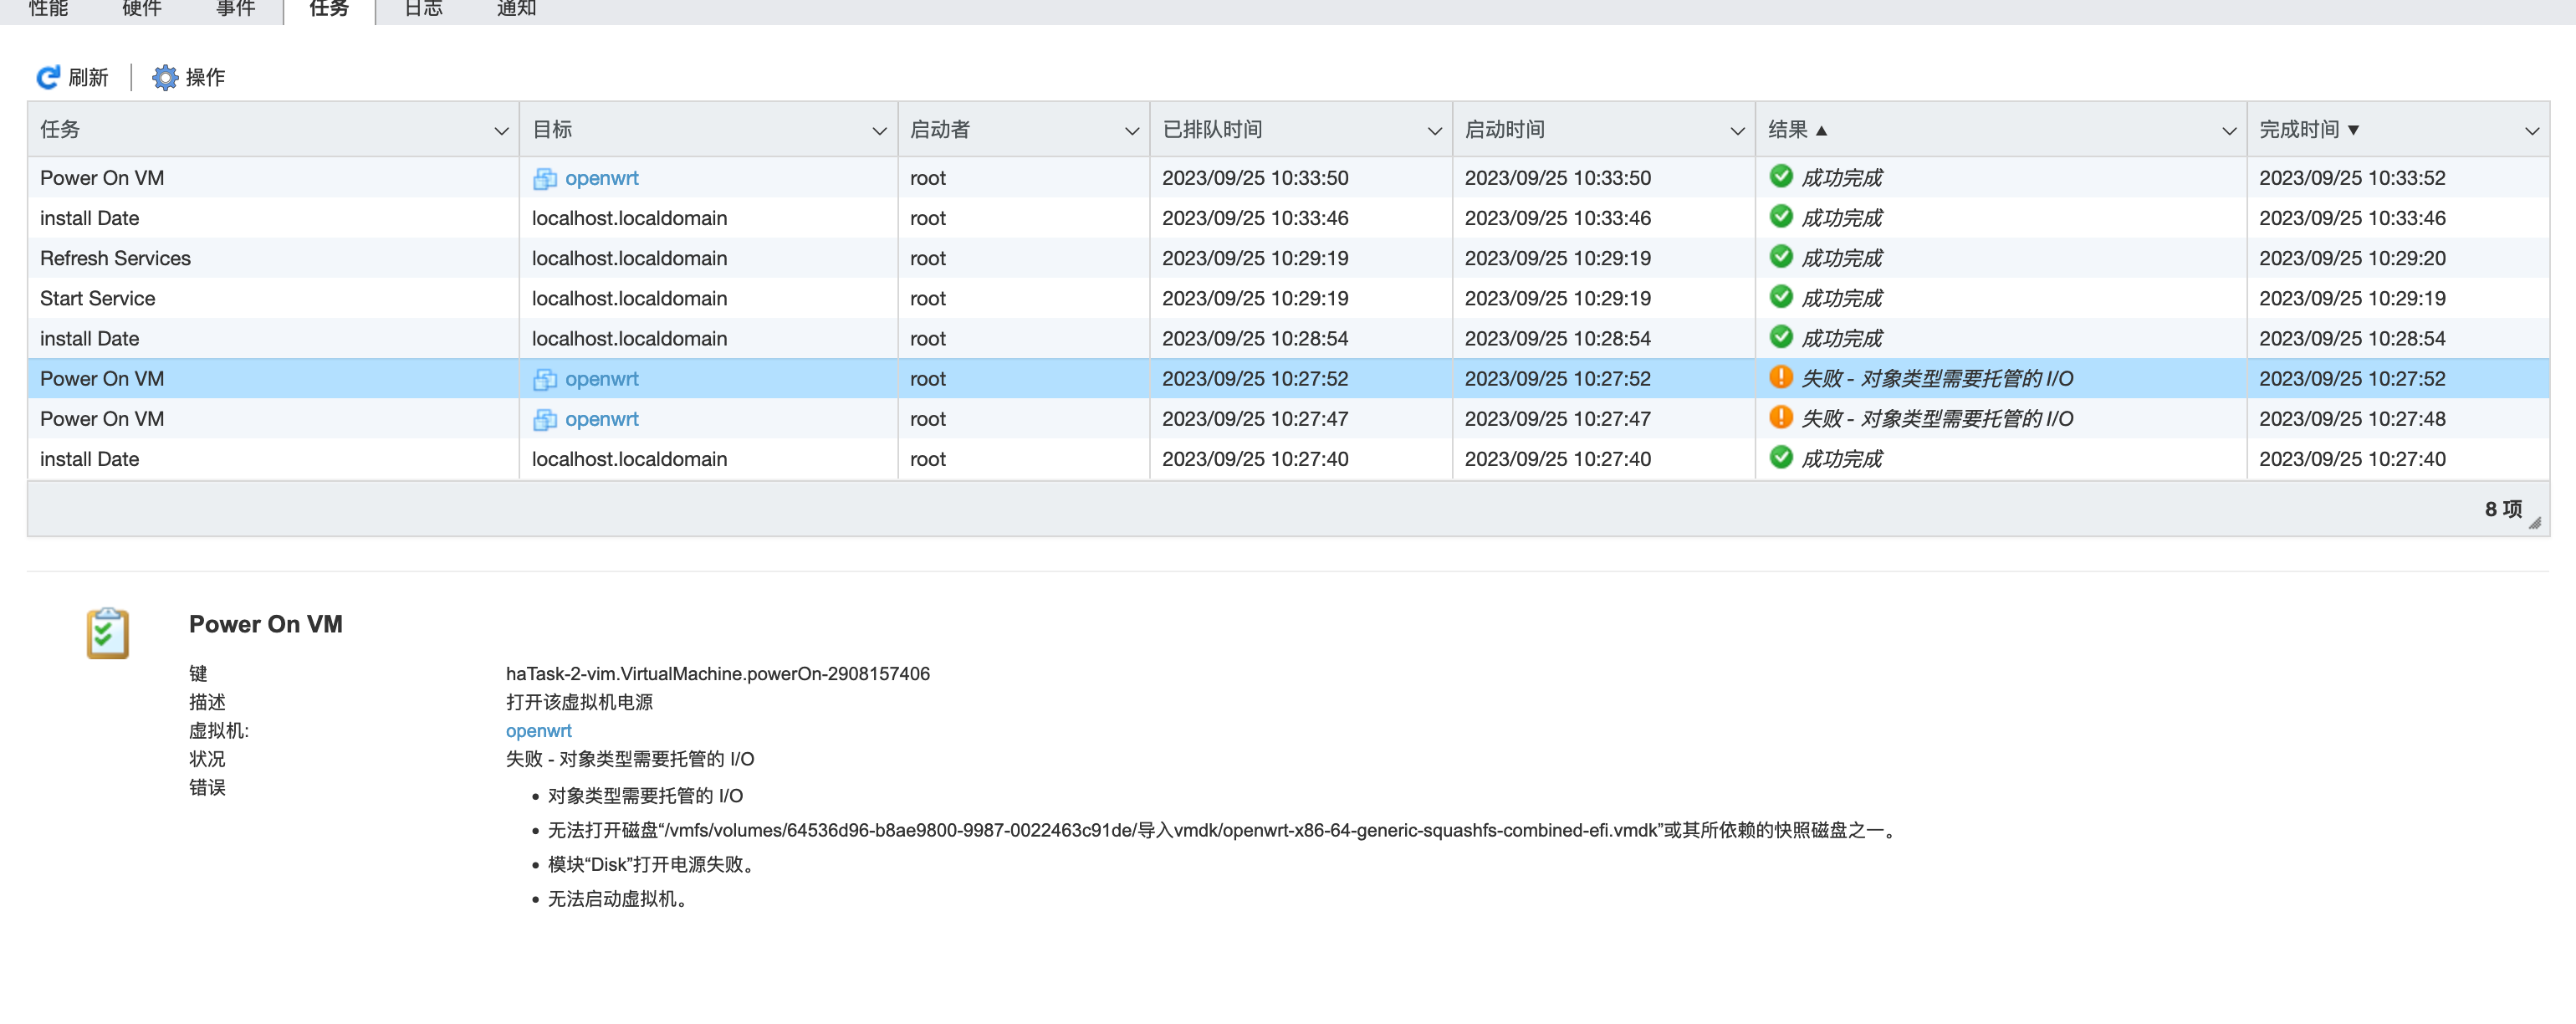 性能 硬件 事件 任务 日志 通知
刷新 操作
任务 目标 启动者 已排队时间 启动时间 结果 ▲ 完成时间 ▼
Power On VM openwrt root 2023/09/25 10:33:50 2023/09/25 10:33:50 成功完成 2023/09/25 10:33:52
install Date localhost.localdomain root 2023/09/25 10:33:46 2023/09/25 10:33:46 成功完成 2023/09/25 10:33:46
Refresh Services localhost.localdomain root 2023/09/25 10:29:19 2023/09/25 10:29:19 成功完成 2023/09/25 10:29:20
Start Service localhost.localdomain root 2023/09/25 10:29:19 2023/09/25 10:29:19 成功完成 2023/09/25 10:29:19
install Date localhost.localdomain root 2023/09/25 10:28:54 2023/09/25 10:28:54 成功完成 2023/09/25 10:28:54
Power On VM openwrt root 2023/09/25 10:27:52 2023/09/25 10:27:52 失败 - 对象类型需要托管的 I/O 2023/09/25 10:27:52
Power On VM openwrt root 2023/09/25 10:27:47 2023/09/25 10:27:47 失败 - 对象类型需要托管的 I/O 2023/09/25 10:27:48
install Date localhost.localdomain root 2023/09/25 10:27:40 2023/09/25 10:27:40 成功完成 2023/09/25 10:27:40
8 项
Power On VM
键 haTask-2-vim.VirtualMachine.powerOn-2908157406
描述 打开该虚拟机电源
虚拟机: openwrt
状况 失败 - 对象类型需要托管的 I/O
错误
• 对象类型需要托管的 I/O
• 无法打开磁盘“/vmfs/volumes/64536d96-b8ae9800-9987-0022463c91de/导入vmdk/openwrt-x86-64-generic-squashfs-combined-efi.vmdk”或其所依赖的快照磁盘之一。
• 模块“Disk”打开电源失败。
• 无法启动虚拟机。